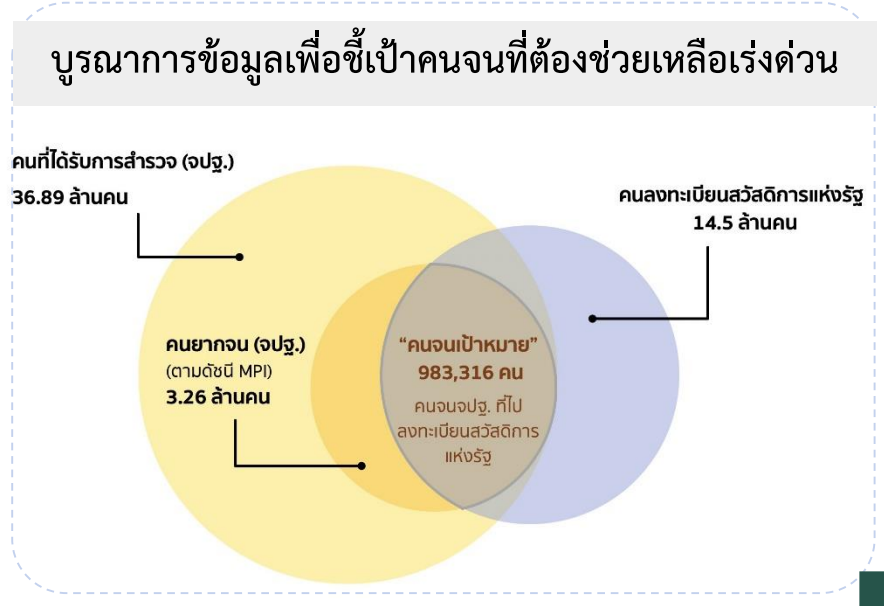 บูรณาการข้อมูลเพื่อชี้เป้าคนจนที่ต้องช่วยเหลือเร่งด่วน
คนที่ได้รับการสำรวจ (จปฐ.)
36.89 ล้านคน
คนลงทะเบียนสวัสดิการแห่งรัฐ
14.5 ล้านคน
คนยากจน (จปฐ.)
(ตามดัชนี MPI)
3.26 ล้านคน
“คนจนเป้าหมาย”
983,316 คน
คนจนจปฐ. ที่ไป
ลงทะเบียนสวัสดิการ
แห่งรัฐ